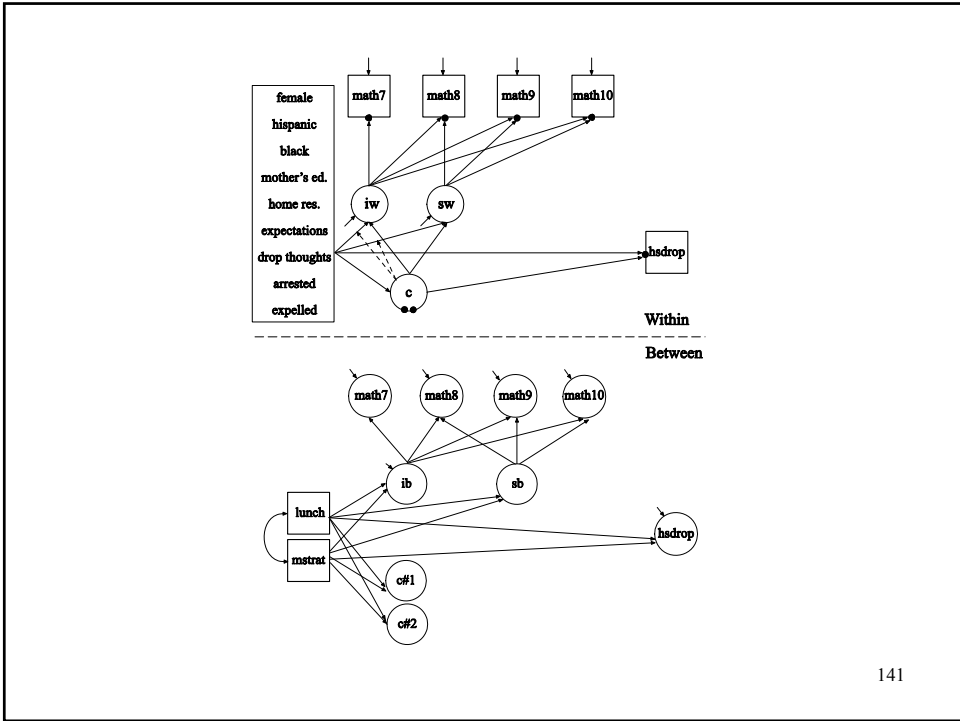 female
hispanic
black
mother's ed.
home res.
expectations
drop thoughts
arrested
expelled
math7
math8
math9
math10
iw
sw
c
hsdrop
Within
Between
math7
math8
math9
math10
ib
sb
lunch
mstrat
hsdrop
c#1
c#2
141